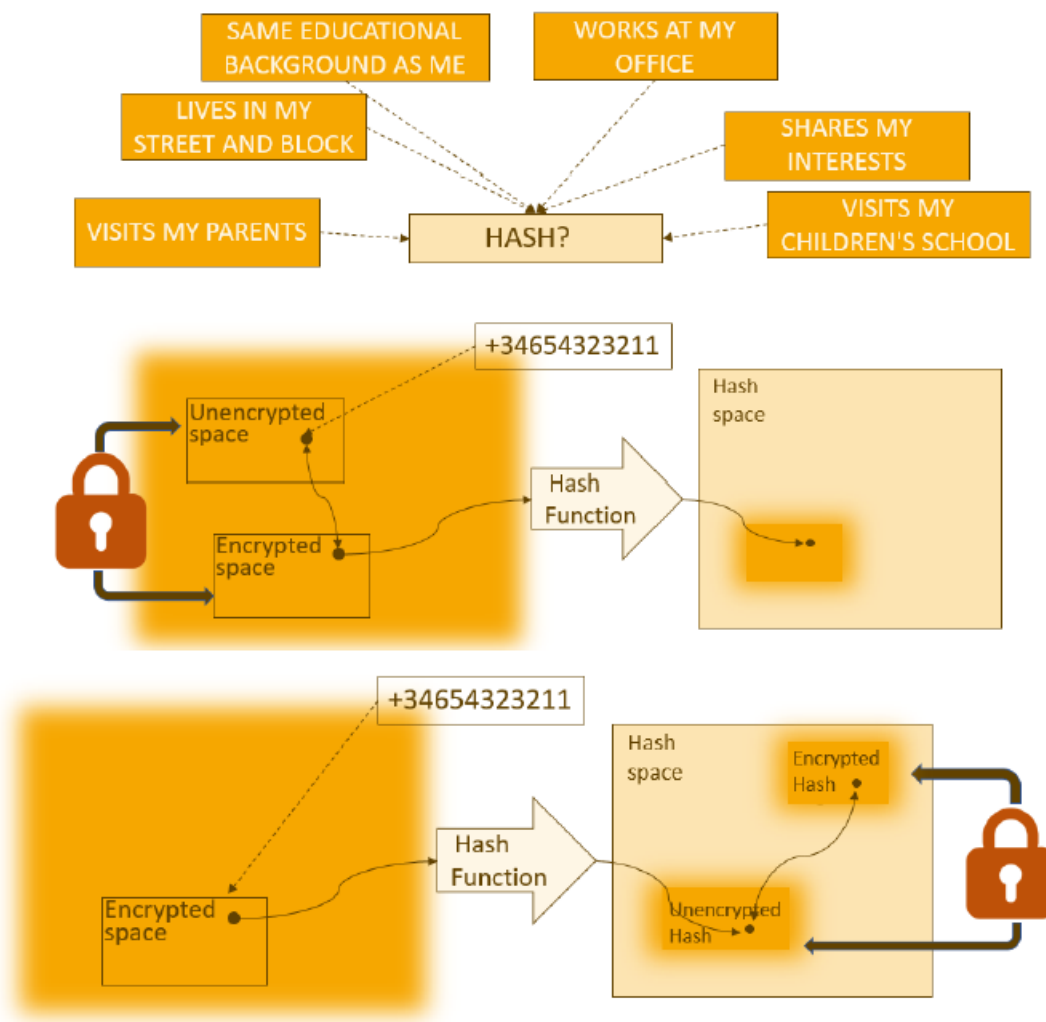 SAME EDUCATIONAL
BACKGROUND AS ME
WORKS AT MY
OFFICE
LIVES IN MY
STREET AND BLOCK
SHARES MY
INTERESTS
VISITS MY PARENTS
HASH?
VISITS MY
CHILDREN'S SCHOOL
+34654323211
Unencrypted
space
Encrypted
space
Hash
Function
Hash
space
+34654323211
Encrypted
space
Hash
Function
Hash
space
Encrypted
Hash
Unencrypted
Hash